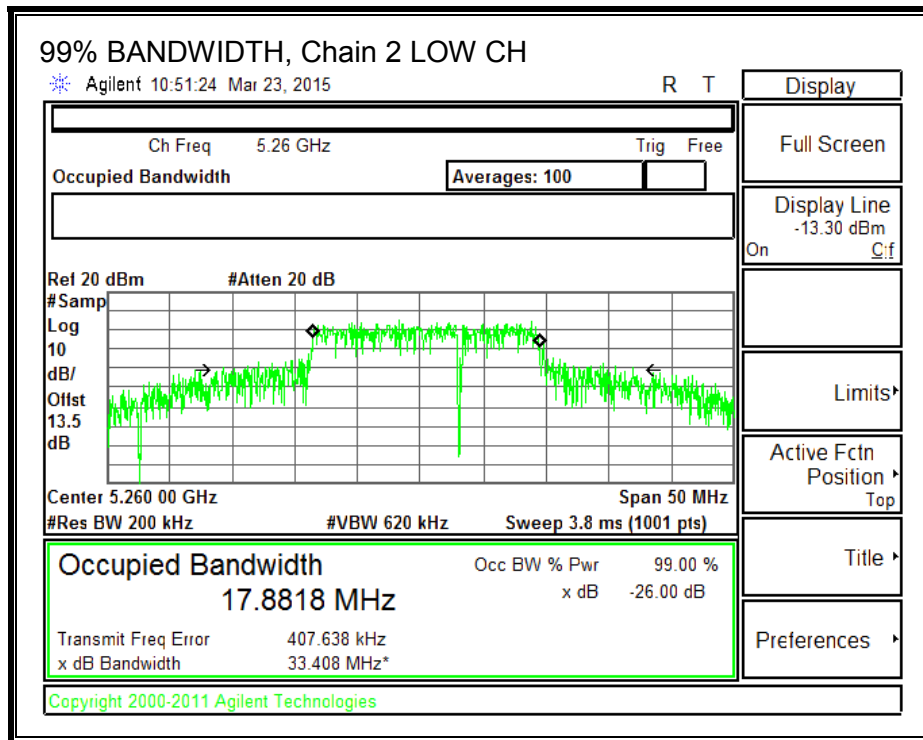 99% BANDWIDTH, Chain 2 LOW CH
Agilent 10:51:24 Mar 23, 2015 R T
Display
Ch Freq 5.26 GHz Trig Free
Full Screen
Occupied Bandwidth Averages: 100
Display Line
-13.30 dBm
On Off
Ref 20 dBm #Atten 20 dB
#Samp
Log
10
dB/
Offst
13.5
dB
Limits
Active Fctn
Position
Top
Center 5.260 00 GHz Span 50 MHz
#Res BW 200 kHz #VBW 620 kHz Sweep 3.8 ms (1001 pts)
Title
Occupied Bandwidth Occ BW % Pwr 99.00 %
17.8818 MHz x dB -26.00 dB
Transmit Freq Error 407.638 kHz
x dB Bandwidth 33.408 MHz*
Preferences
Copyright 2000-2011 Agilent Technologies